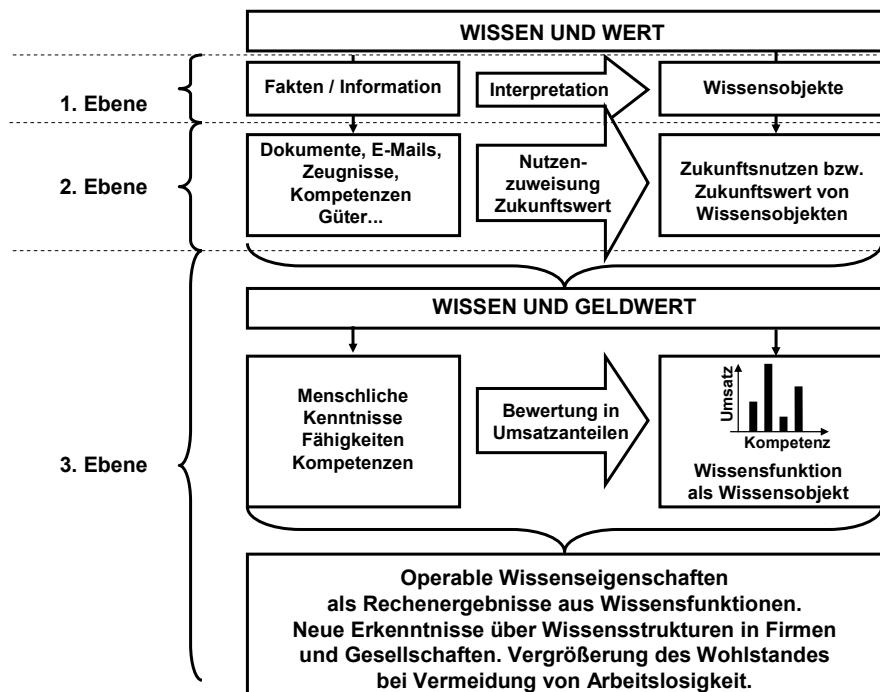 WISSEN UND WERT
1. Ebene
Fakten / Information
Interpretation
Wissensobjekte
2. Ebene
Dokumente, E-Mails,
Zeugnisse,
Kompetenzen
Güter...
Nutzen-
zuweisung
Zukunftswert
Zukunftsnutzen bzw.
Zukunftswert von
Wissensobjekten
WISSEN UND GELDWERT
3. Ebene
Menschliche
Kenntnisse
Fähigkeiten
Kompetenzen
Bewertung in
Umsatzanteilen
Umsatz
Kompetenz
Wissensfunktion
als Wissensobjekt
Operable Wissenseigenschaften
als Rechenergebnisse aus Wissensfunktionen.
Neue Erkenntnisse über Wissensstrukturen in Firmen
und Gesellschaften. Vergrößerung des Wohlstandes
bei Vermeidung von Arbeitslosigkeit.